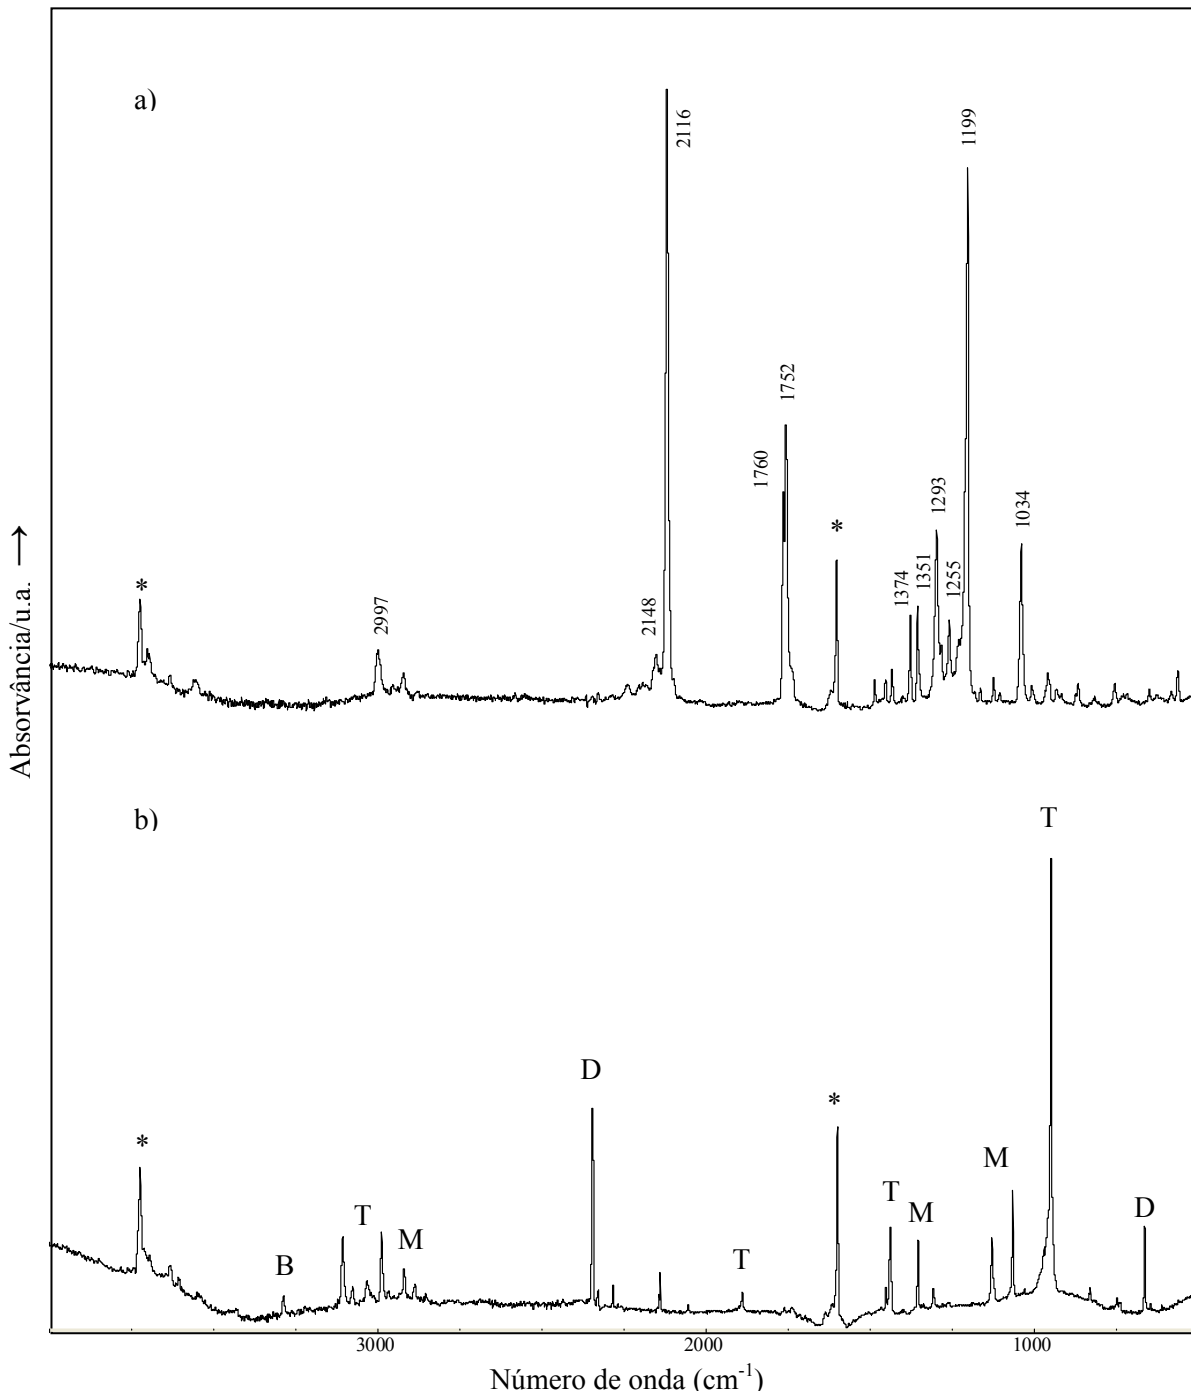 a)
2116
1199
1752
1760
*
1293
1034
1374
1351
1255
*
2997
2148
Absorvância/u.a. →
b)
T
D
*
*
M
T
M
D
T
M
B
T
3000
2000
1000
Número de onda (cm⁻¹)